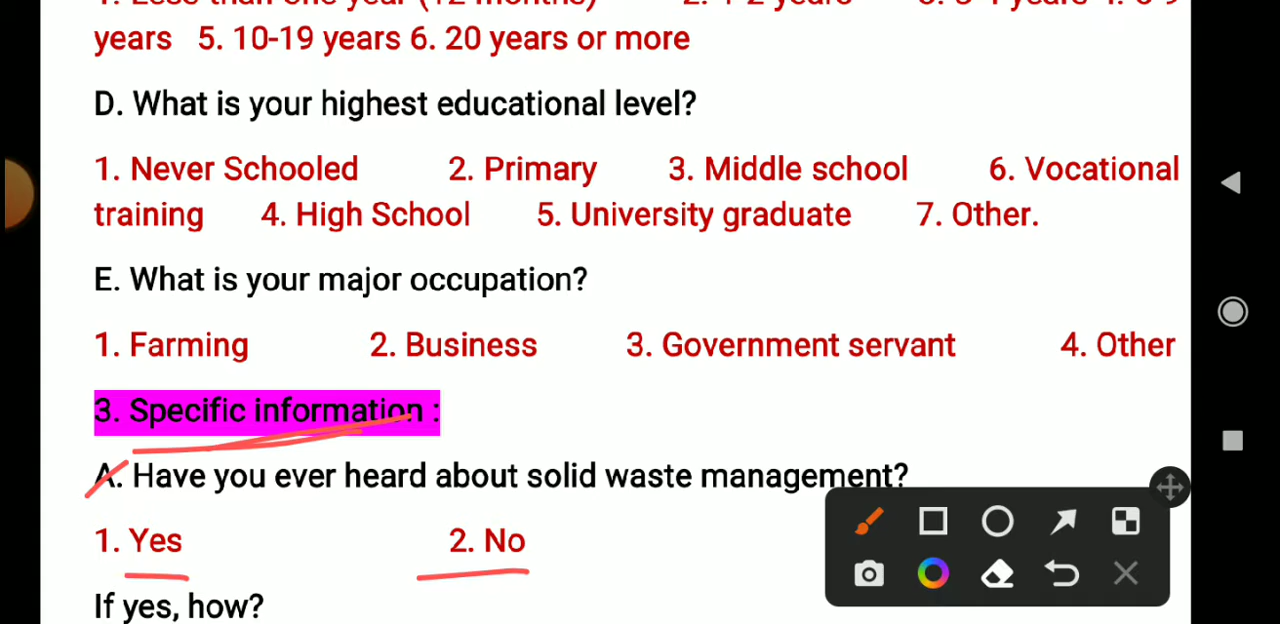 years 5. 10-19 years 6. 20 years or more
D. What is your highest educational level?
1. Never Schooled 2. Primary 3. Middle school 6. Vocational
training 4. High School 5. University graduate 7. Other.
E. What is your major occupation?
1. Farming 2. Business 3. Government servant 4. Other
3. Specific information :
A. Have you ever heard about solid waste management?
1. Yes 2. No
If yes, how?